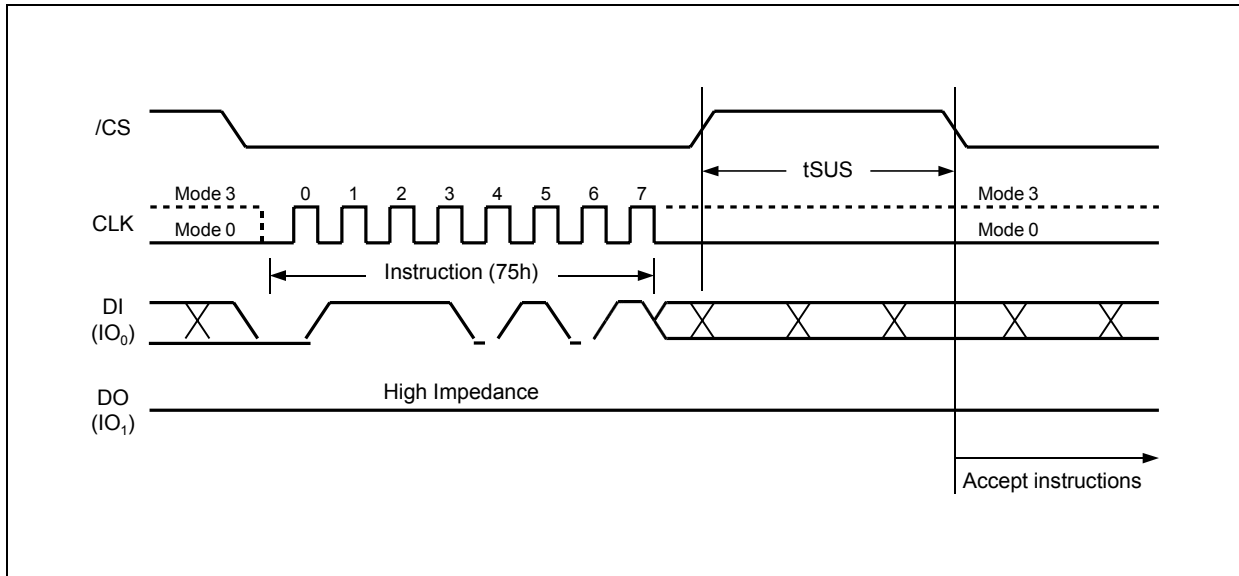 /CS
tSUS
Mode 3 0 1 2 3 4 5 6 7 Mode 3
CLK
Mode 0 Mode 0
Instruction (75h)
DI
(IO₀)
High Impedance
DO
(IO₁)
Accept instructions